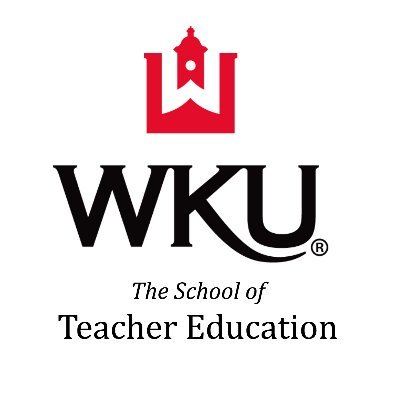 WKU®
The School of
Teacher Education